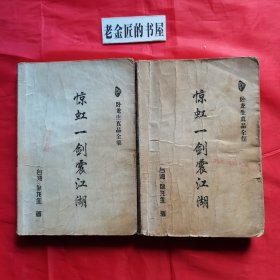 老金匠的书屋
卧龙生真品全集
惊虹一剑震江湖
台湾 卧龙生 著
卧龙生真品全集
惊虹一剑震江湖
台湾 卧龙生 著